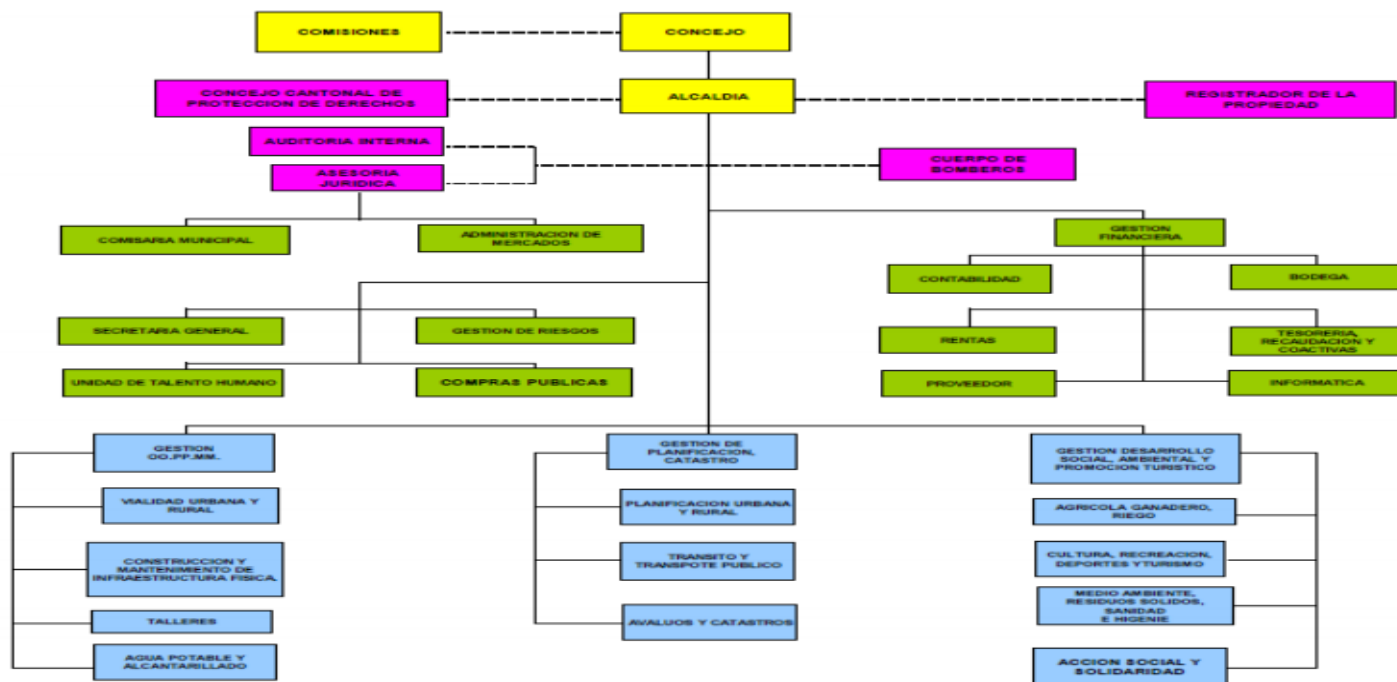 COMISIONES
CONCEJO
CONCEJO CANTONAL DE
PROTECCION DE DERECHOS
ALCALDIA
REGISTRADOR DE LA
PROPIEDAD
AUDITORIA INTERNA
ASESORIA
JURIDICA
CUERPO DE
BOMBEROS
COMISARIA MUNICIPAL
ADMINISTRACION DE
MERCADOS
GESTION
FINANCIERA
CONTABILIDAD
BODEGA
SECRETARIA GENERAL
GESTION DE RIESGOS
RENTAS
TESORERIA,
RECAUDACION Y
COACTIVAS
UNIDAD DE TALENTO HUMANO
COMPRAS PUBLICAS
PROVEEDOR
INFORMATICA
GESTION
OO.PP.MM.
GESTION DE
PLANIFICACION,
CATASTRO
GESTION DESARROLLO
SOCIAL, AMBIENTAL Y
PROMOCION TURISTICO
VIALIDAD URBANA Y
RURAL
PLANIFICACION URBANA
Y RURAL
AGRICOLA GANADERO,
RIEGO
CONSTRUCCION Y
MANTENIMIENTO DE
INFRAESTRUCTURA FISICA
TRANSITO Y
TRANSPOTE PUBLICO
CULTURA, RECREACION,
DEPORTES YTURISMO
TALLERES
AVALUOS Y CATASTROS
MEDIO AMBIENTE,
RESIDUOS SOLIDOS,
SANIDAD
E HIGENIE
AGUA POTABLE Y
ALCANTARILLADO
ACCION SOCIAL Y
SOLIDARIDAD